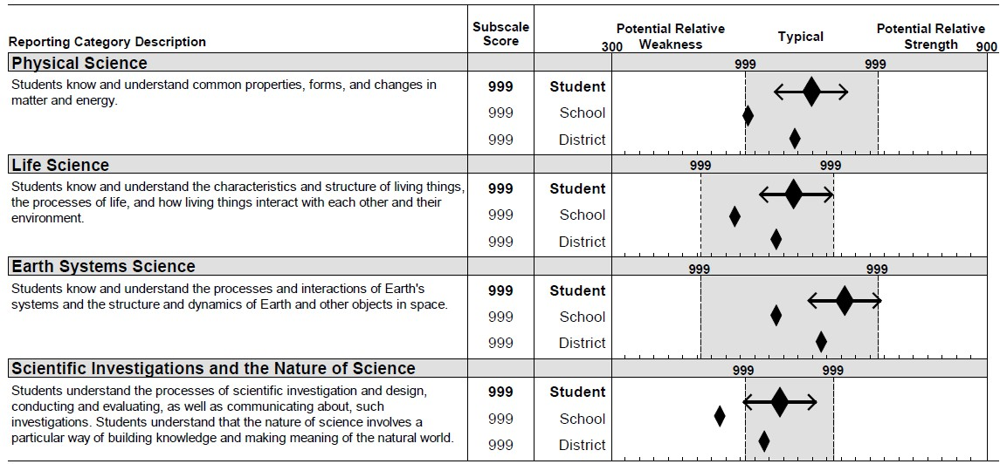 Reporting Category Description
Subscale
Score
300
Potential Relative
Weakness
Typical
Potential Relative
Strength
900
Physical Science
999
999
Students know and understand common properties, forms, and changes in
matter and energy.
999 Student
999 School
999 District
Life Science
999
999
Students know and understand the characteristics and structure of living things,
the processes of life, and how living things interact with each other and their
environment.
999 Student
999 School
999 District
Earth Systems Science
999
999
Students know and understand the processes and interactions of Earth's
systems and the structure and dynamics of Earth and other objects in space.
999 Student
999 School
999 District
Scientific Investigations and the Nature of Science
999
999
Students understand the processes of scientific investigation and design,
conducting and evaluating, as well as communicating about, such
investigations. Students understand that the nature of science involves a
particular way of building knowledge and making meaning of the natural world.
999 Student
999 School
999 District